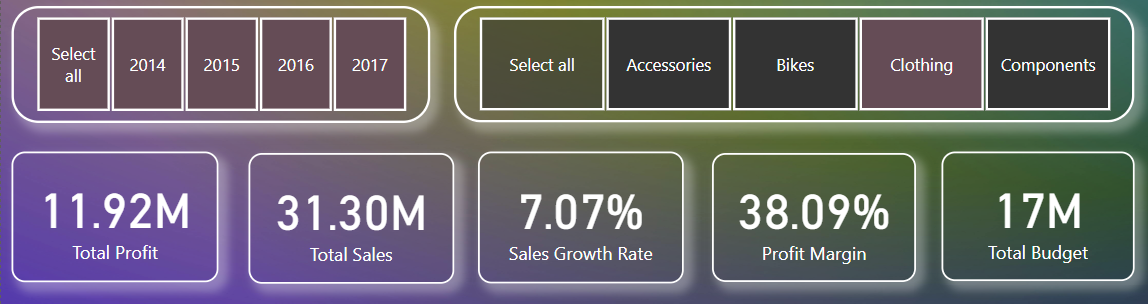 Select all
2014
2015
2016
2017
Select all
Accessories
Bikes
Clothing
Components
11.92M
Total Profit
31.30M
Total Sales
7.07%
Sales Growth Rate
38.09%
Profit Margin
17M
Total Budget